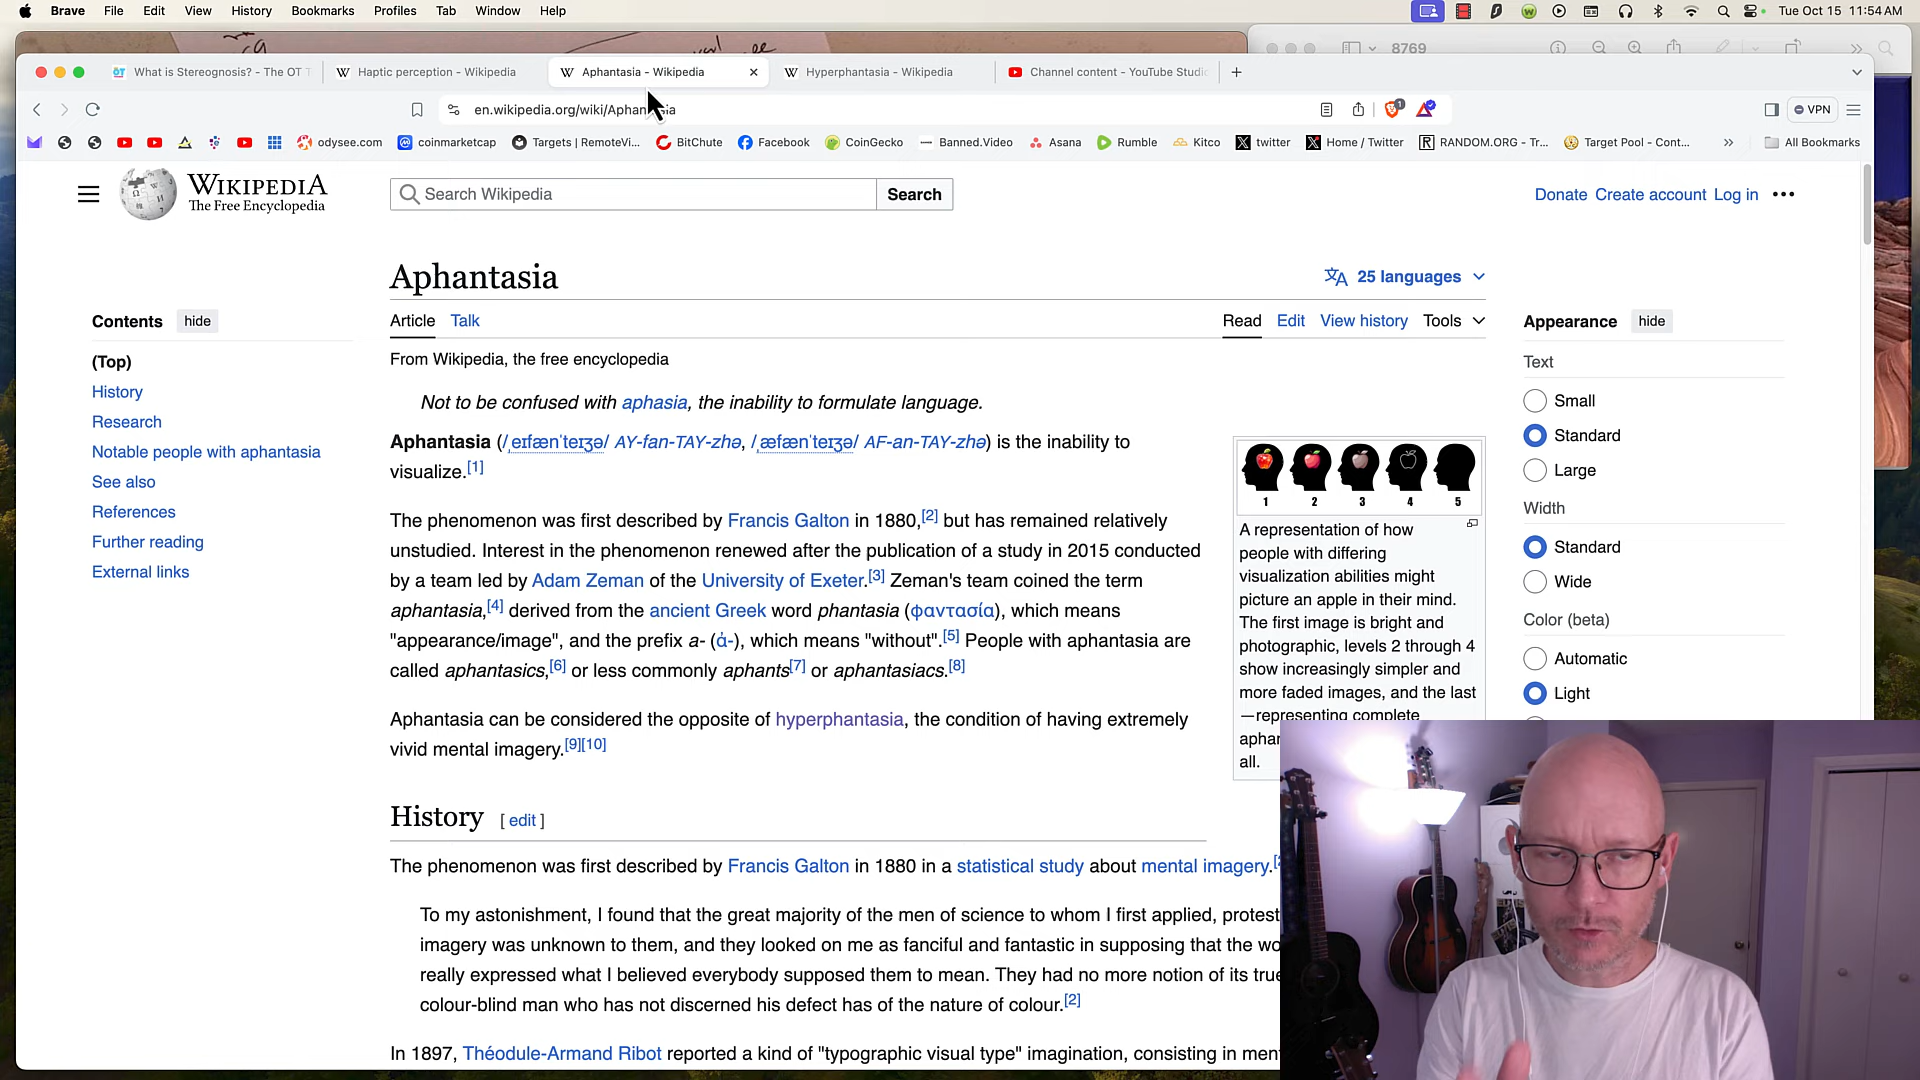 Brave File Edit View History Bookmarks Profiles Tab Window Help Tue Oct 15 11:54 AM
8769
What is Stereognosis? - The OT T Haptic perception - Wikipedia Aphantasia - Wikipedia Hyperphantasia - Wikipedia Channel content - YouTube Studio
en.wikipedia.org/wiki/Aphantasia VPN
odysee.com coinmarketcap Targets | RemoteVi... BitChute Facebook CoinGecko Banned.Video Asana Rumble Kitco twitter Home / Twitter RANDOM.ORG - Tr... Target Pool - Cont... All Bookmarks
WIKIPEDIA
The Free Encyclopedia
Search Wikipedia Search
Donate Create account Log in
Aphantasia
25 languages
Contents hide
(Top)
History
Research
Notable people with aphantasia
See also
References
Further reading
External links
Article Talk Read Edit View history Tools
From Wikipedia, the free encyclopedia
Not to be confused with aphasia, the inability to formulate language.
Aphantasia (/ˌeɪfænˈteɪʒə/ AY-fan-TAY-zhə, /ˌæfænˈteɪʒə/ AF-an-TAY-zhə) is the inability to
visualize.[1]
The phenomenon was first described by Francis Galton in 1880,[2] but has remained relatively
unstudied. Interest in the phenomenon renewed after the publication of a study in 2015 conducted
by a team led by Adam Zeman of the University of Exeter.[3] Zeman's team coined the term
aphantasia,[4] derived from the ancient Greek word phantasia (φαντασία), which means
"appearance/image", and the prefix a- (ἀ-), which means "without".[5] People with aphantasia are
called aphantasics,[6] or less commonly aphants[7] or aphantasiacs.[8]
Aphantasia can be considered the opposite of hyperphantasia, the condition of having extremely
vivid mental imagery.[9][10]
1 2 3 4 5
A representation of how
people with differing
visualization abilities might
picture an apple in their mind.
The first image is bright and
photographic, levels 2 through 4
show increasingly simpler and
more faded images, and the last
—representing complete
aphan
all.
History [ edit ]
The phenomenon was first described by Francis Galton in 1880 in a statistical study about mental imagery.[2
To my astonishment, I found that the great majority of the men of science to whom I first applied, protest
imagery was unknown to them, and they looked on me as fanciful and fantastic in supposing that the wo
really expressed what I believed everybody supposed them to mean. They had no more notion of its true
colour-blind man who has not discerned his defect has of the nature of colour.[2]
In 1897, Théodule-Armand Ribot reported a kind of "typographic visual type" imagination, consisting in men
Appearance hide
Text
Small
Standard
Large
Width
Standard
Wide
Color (beta)
Automatic
Light